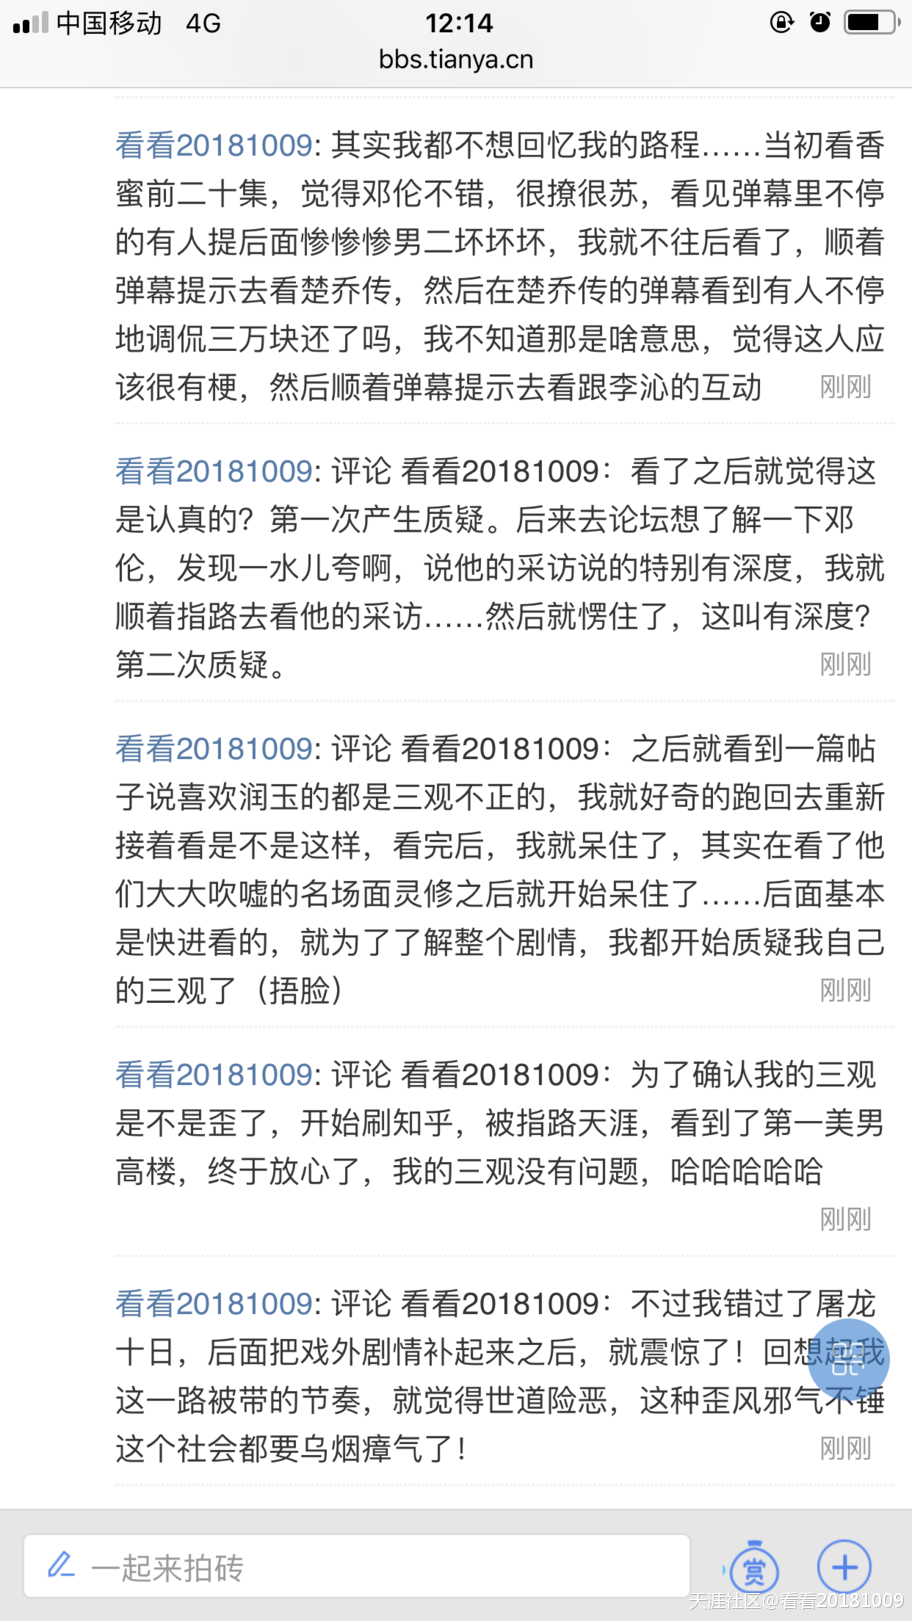 中国移动 4G 12:14
bbs.tianya.cn
看看20181009: 其实我都不想回忆我的路程……当初看香
蜜前二十集，觉得邓伦不错，很撩很苏，看见弹幕里不停
的有人提后面惨惨惨男二坏坏坏，我就不往后看了，顺着
弹幕提示去看楚乔传，然后在楚乔传的弹幕看到有人不停
地调侃三万块还了吗，我不知道那是啥意思，觉得这人应
该很有梗，然后顺着弹幕提示去看跟李沁的互动 刚刚
看看20181009: 评论 看看20181009：看了之后就觉得这
是认真的？第一次产生质疑。后来去论坛想了解一下邓
伦，发现一水儿夸啊，说他的采访说的特别有深度，我就
顺着指路去看他的采访……然后就愣住了，这叫有深度？
第二次质疑。 刚刚
看看20181009: 评论 看看20181009：之后就看到一篇帖
子说喜欢润玉的都是三观不正的，我就好奇的跑回去重新
接着看是不是这样，看完后，我就呆住了，其实在看了他
们大大吹嘘的名场面灵修之后就开始呆住了……后面基本
是快进看的，就为了了解整个剧情，我都开始质疑我自己
的三观了（捂脸） 刚刚
看看20181009: 评论 看看20181009：为了确认我的三观
是不是歪了，开始刷知乎，被指路天涯，看到了第一美男
高楼，终于放心了，我的三观没有问题，哈哈哈哈哈
刚刚
看看20181009: 评论 看看20181009：不过我错过了屠龙
十日，后面把戏外剧情补起来之后，就震惊了！回想起我
这一路被带的节奏，就觉得世道险恶，这种歪风邪气不锤
这个社会都要乌烟瘴气了！ 刚刚
一起来拍砖 赏
天涯社区@看看20181009